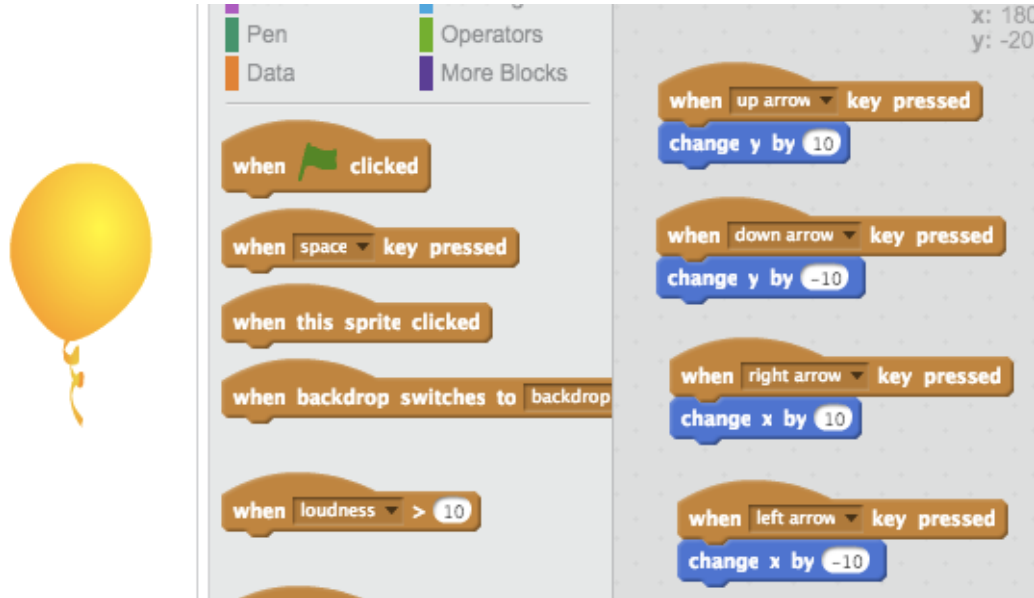 Pen Operators
Data More Blocks
when clicked
when space key pressed
when this sprite clicked
when backdrop switches to backdrop
when loudness > 10
x: 180
y: -20
when up arrow key pressed
change y by 10
when down arrow key pressed
change y by -10
when right arrow key pressed
change x by 10
when left arrow key pressed
change x by -10